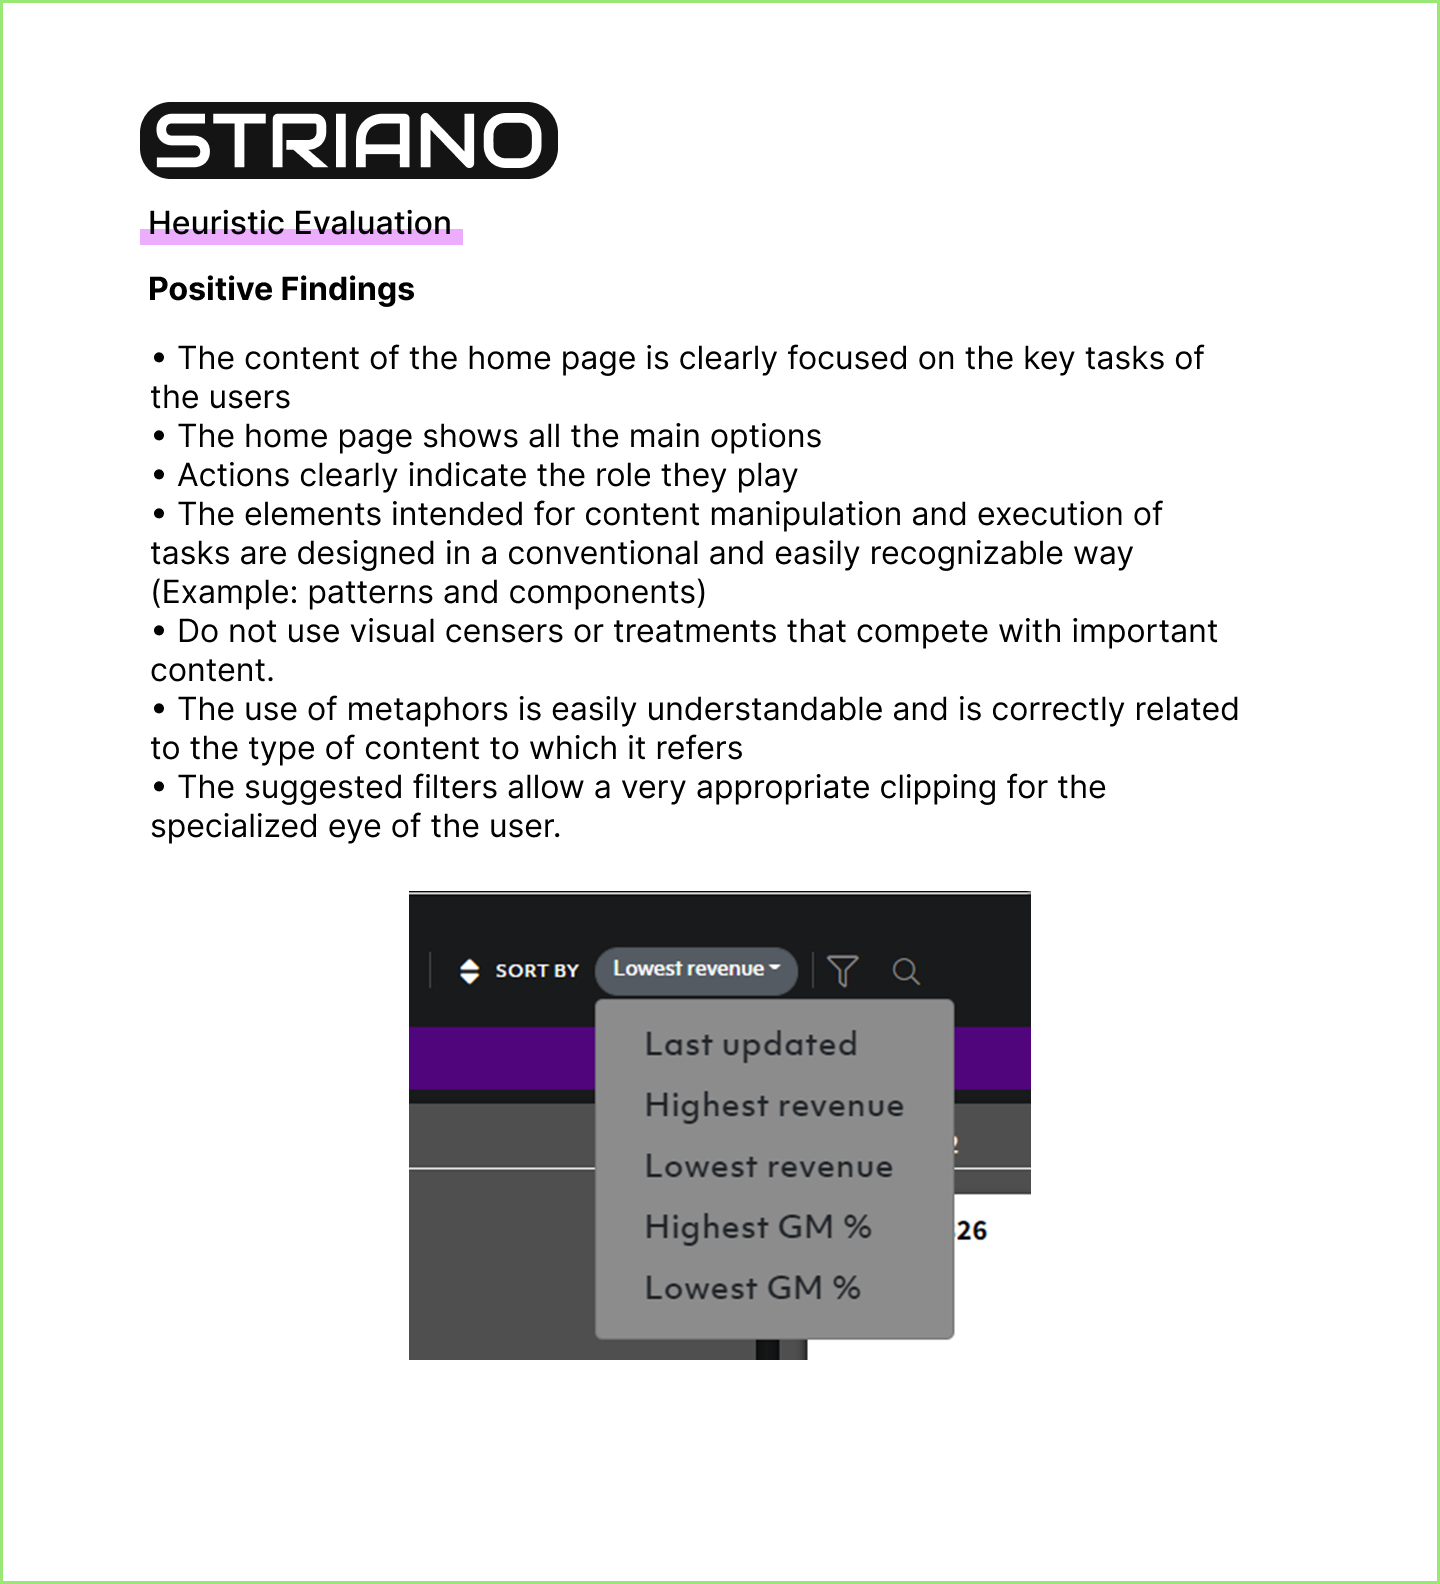 STRIANO
Heuristic Evaluation
Positive Findings
• The content of the home page is clearly focused on the key tasks of
the users
• The home page shows all the main options
• Actions clearly indicate the role they play
• The elements intended for content manipulation and execution of
tasks are designed in a conventional and easily recognizable way
(Example: patterns and components)
• Do not use visual censers or treatments that compete with important
content.
• The use of metaphors is easily understandable and is correctly related
to the type of content to which it refers
• The suggested filters allow a very appropriate clipping for the
specialized eye of the user.
SORT BY Lowest revenue
Last updated
Highest revenue
Lowest revenue
Highest GM %
Lowest GM %
26